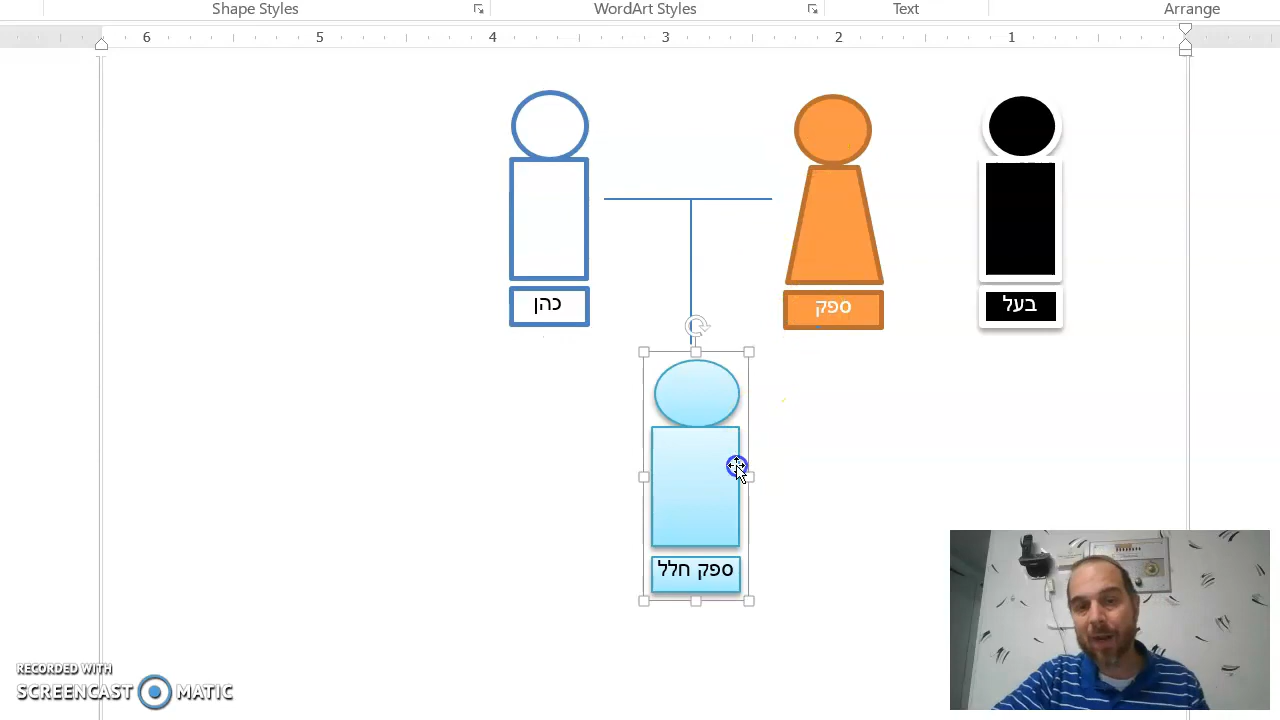 Shape Styles
WordArt Styles
Text
Arrange
6 5 4 3 2 1
כהן
ספק
בעל
ספק חלל
RECORDED WITH
SCREENCAST MATIC